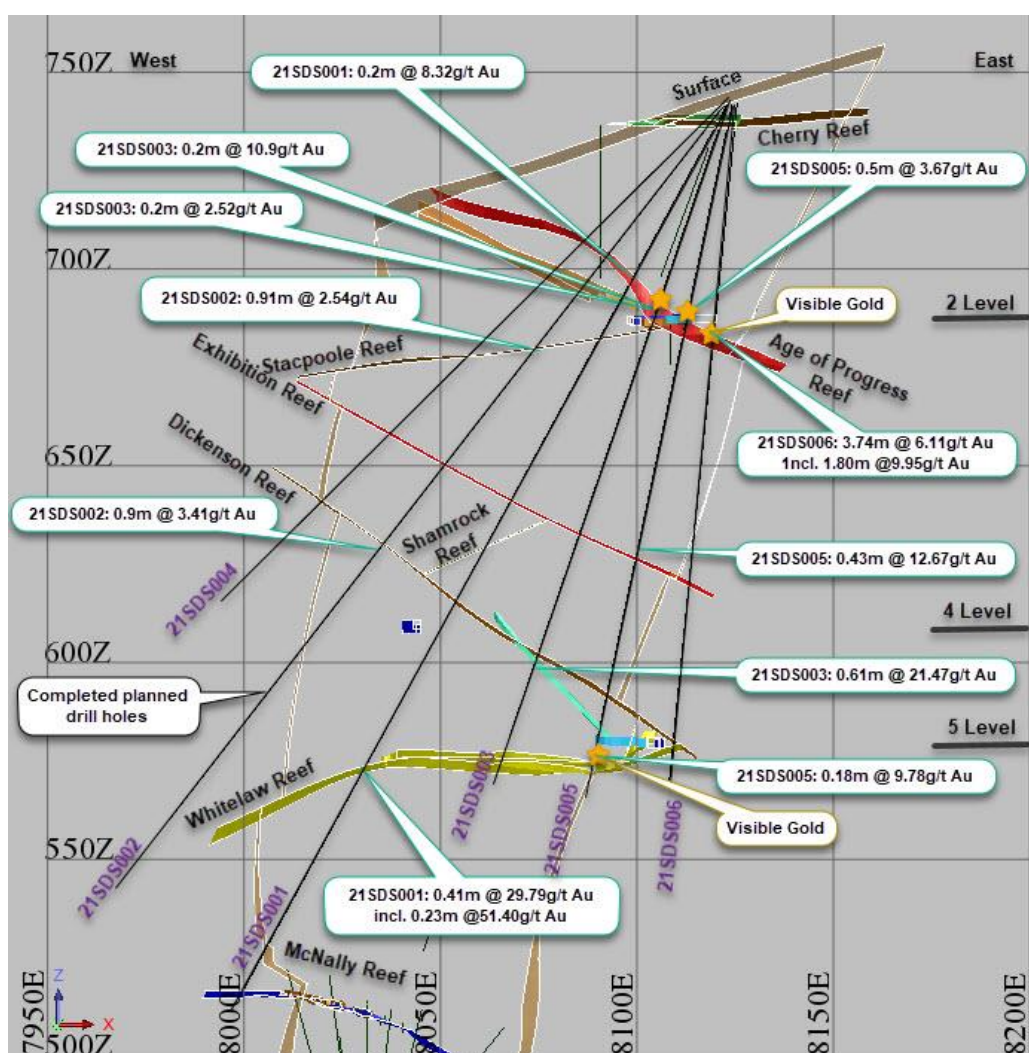 750Z
West
East
21SDS001: 0.2m @ 8.32g/t Au
Surface
Cherry Reef
21SDS003: 0.2m @ 10.9g/t Au
21SDS005: 0.5m @ 3.67g/t Au
21SDS003: 0.2m @ 2.52g/t Au
700Z
21SDS002: 0.91m @ 2.54g/t Au
Visible Gold
2 Level
Stacpoole Reef
Exhibition Reef
Age of Progress
Reef
21SDS006: 3.74m @ 6.11g/t Au
1ncl. 1.80m @9.95g/t Au
650Z
Dickenson Reef
21SDS002: 0.9m @ 3.41g/t Au
Shamrock
Reef
21SDS005: 0.43m @ 12.67g/t Au
21SDS004
4 Level
600Z
21SDS003: 0.61m @ 21.47g/t Au
Completed planned
drill holes
5 Level
21SDS005: 0.18m @ 9.78g/t Au
Whitelaw Reef
21SDS003
21SDS005
21SDS006
Visible Gold
550Z
21SDS002
21SDS001: 0.41m @ 29.79g/t Au
incl. 0.23m @51.40g/t Au
21SDS001
McNally Reef
Z
X
7950E
8000E
8050E
8100E
8150E
8200E
7500Z